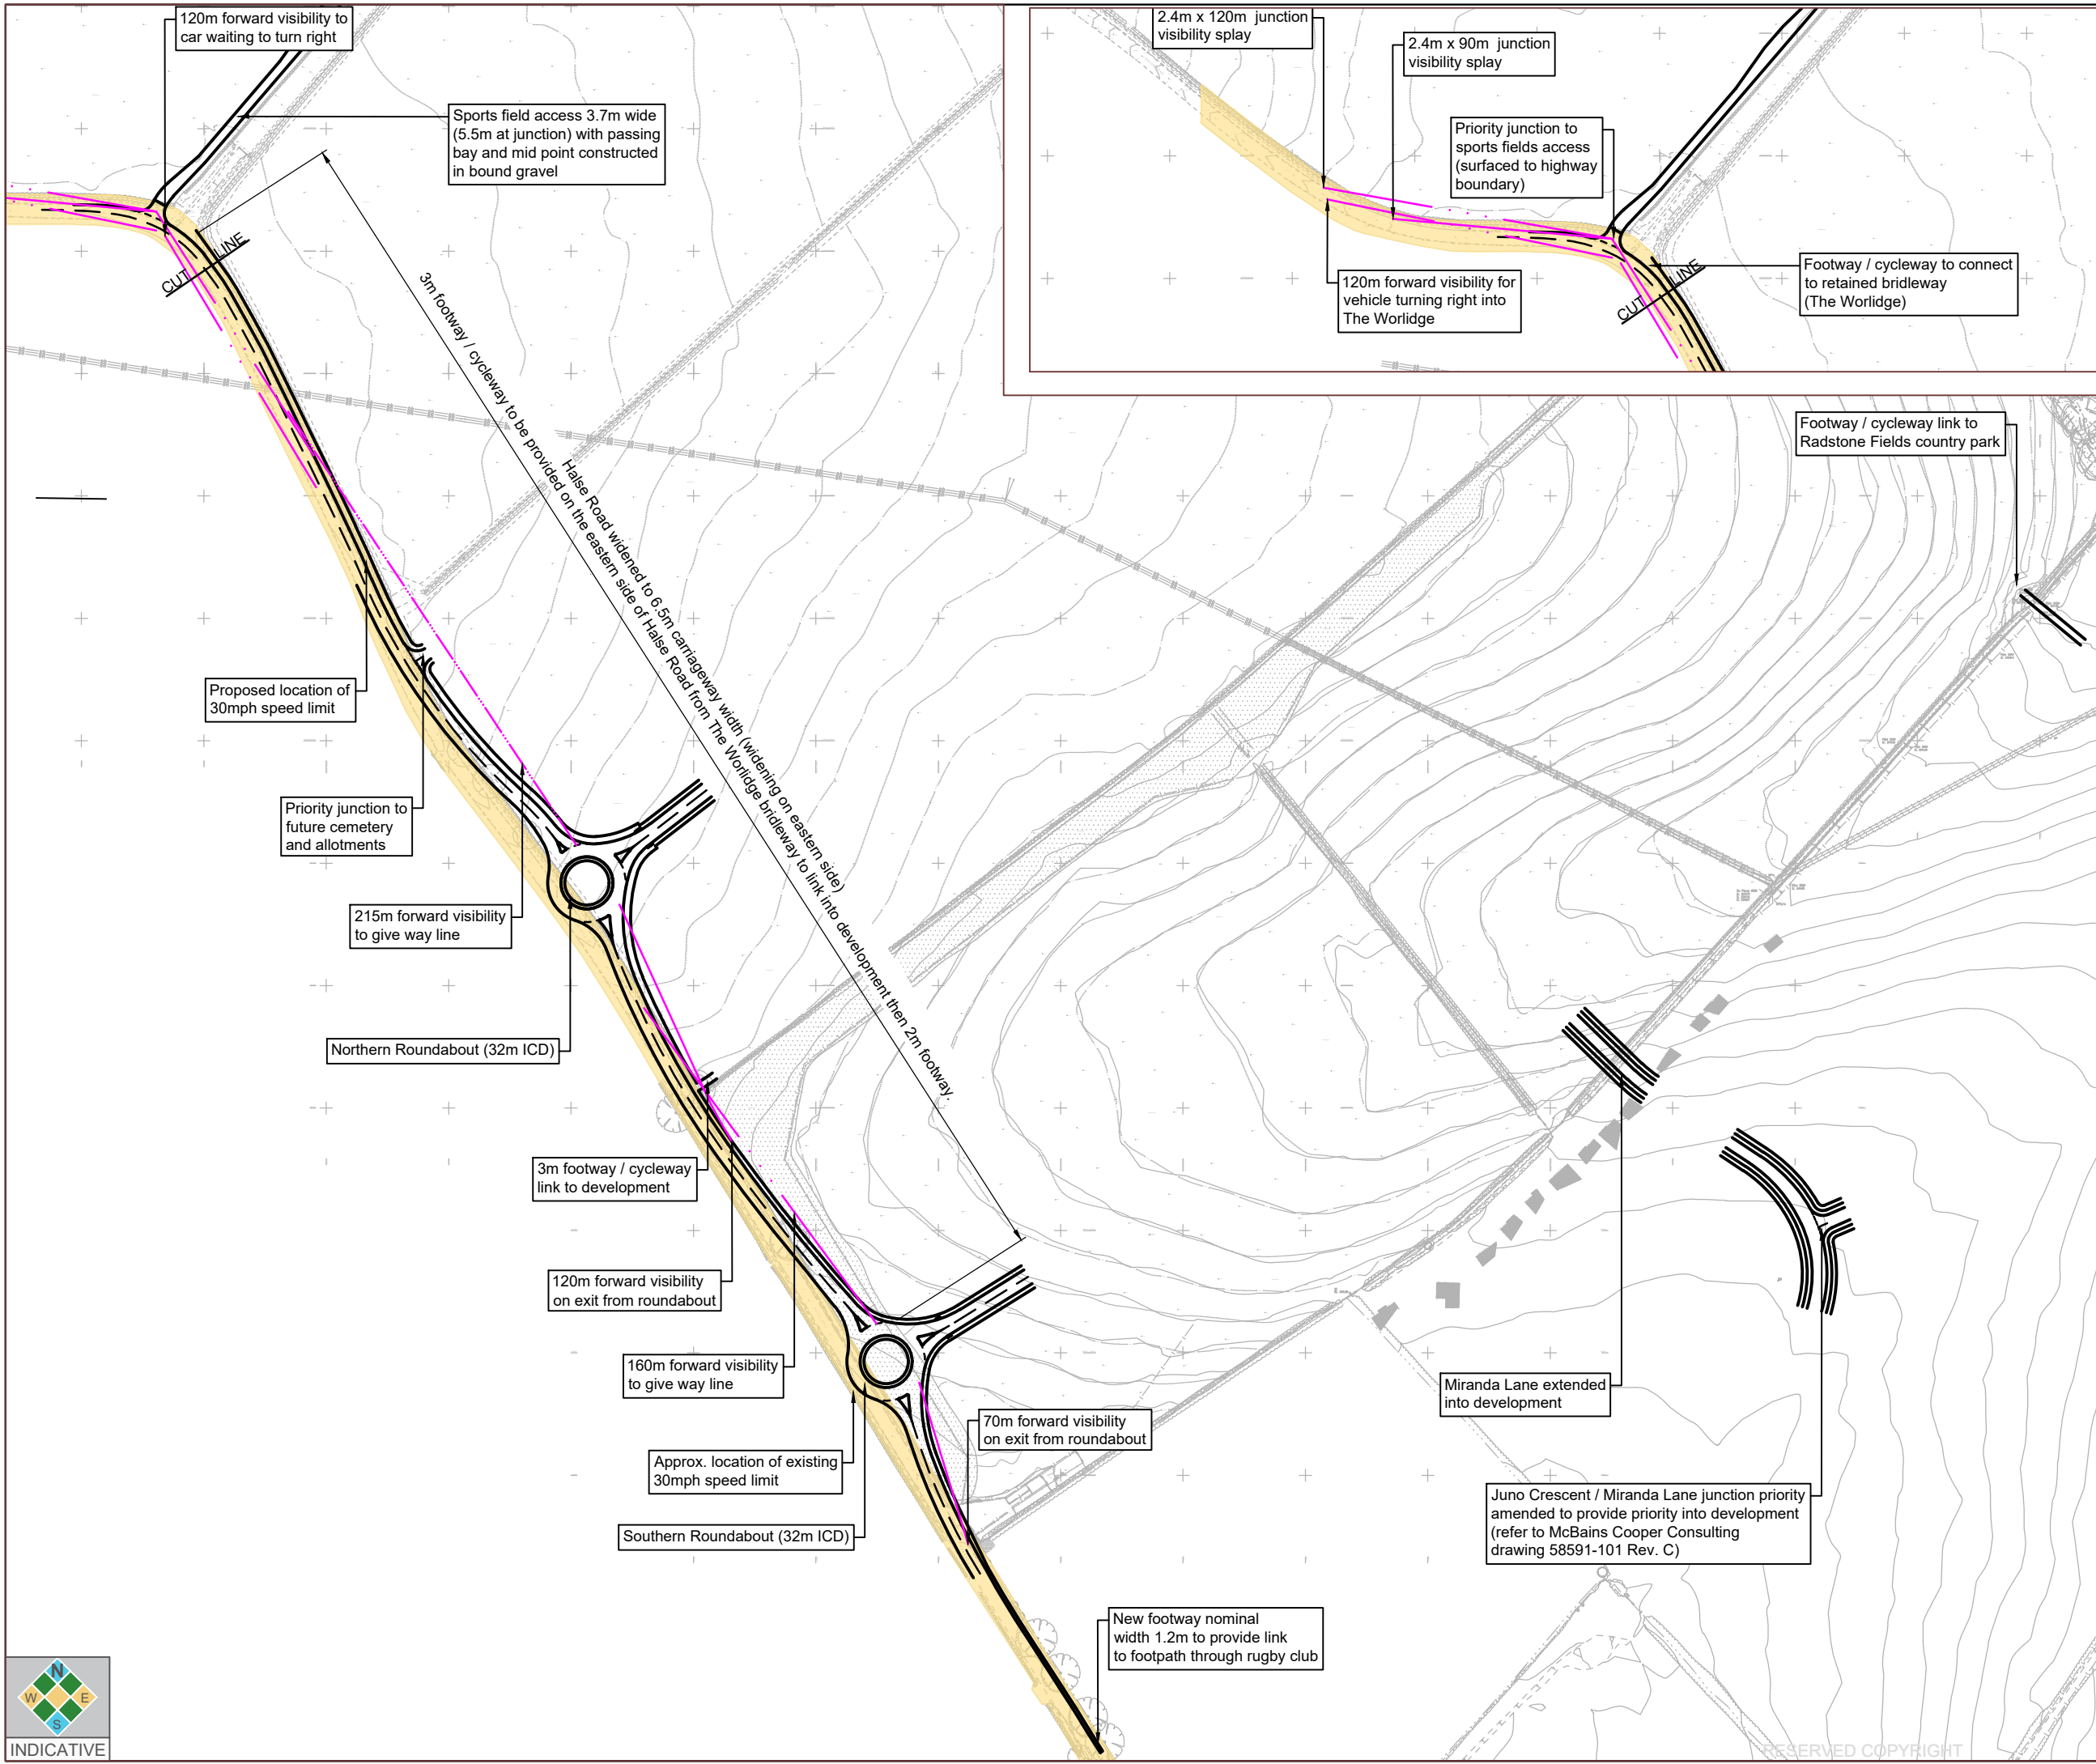 120m forward visibility to
car waiting to turn right
Sports field access 3.7m wide
(5.5m at junction) with passing
bay and mid point constructed
in bound gravel
CUT LINE
2.4m x 120m junction
visibility splay
2.4m x 90m junction
visibility splay
Priority junction to
sports fields access
(surfaced to highway
boundary)
120m forward visibility for
vehicle turning right into
The Worlidge
Footway / cycleway to connect
to retained bridleway
(The Worlidge)
CUT LINE
Footway / cycleway link to
Radstone Fields country park
Halse Road widened to 6.5m carriageway width (widening on eastern side)
3m footway / cycleway to be provided on the eastern side of Halse Road from The Worlidge bridleway to link into development then 2m footway.
Proposed location of
30mph speed limit
Priority junction to
future cemetery
and allotments
215m forward visibility
to give way line
Northern Roundabout (32m ICD)
3m footway / cycleway
link to development
120m forward visibility
on exit from roundabout
160m forward visibility
to give way line
Approx. location of existing
30mph speed limit
Southern Roundabout (32m ICD)
70m forward visibility
on exit from roundabout
Miranda Lane extended
into development
Juno Crescent / Miranda Lane junction priority
amended to provide priority into development
(refer to McBains Cooper Consulting
drawing 58591-101 Rev. C)
New footway nominal
width 1.2m to provide link
to footpath through rugby club
N
W E
S
INDICATIVE
RESERVED COPYRIGHT